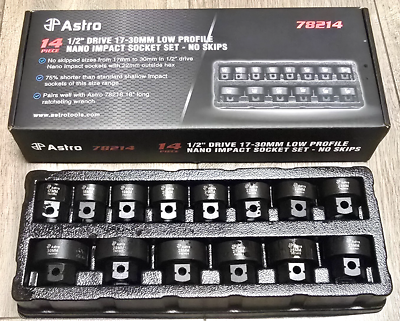 Astro 78214
14 1/2" DRIVE 17-30MM LOW PROFILE
PIECE NANO IMPACT SOCKET SET - NO SKIPS
No skipped sizes from 17mm to 30mm in 1/2" drive
Nano Impact sockets with 22mm outside hex
75% shorter than standard shallow impact
sockets of this size range
Pairs well with Astro 78218 18" long
ratcheting wrench
www.astrotools.com
Astro 78214 14 PIECE 1/2" DRIVE 17-30MM LOW PROFILE
NANO IMPACT SOCKET SET - NO SKIPS